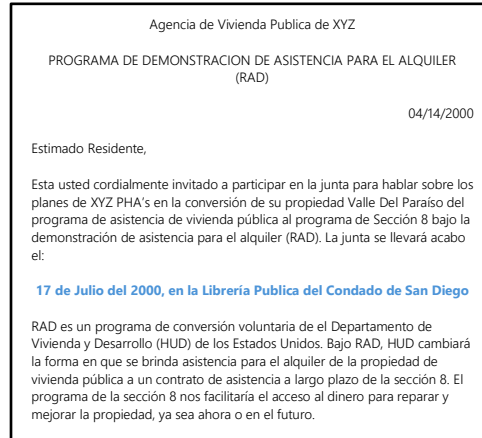 Agencia de Vivienda Publica de XYZ
PROGRAMA DE DEMONSTRACION DE ASISTENCIA PARA EL ALQUILER
(RAD)
04/14/2000
Estimado Residente,
Esta usted cordialmente invitado a participar en la junta para hablar sobre los
planes de XYZ PHA’s en la conversión de su propiedad Valle Del Paraíso del
programa de asistencia de vivienda pública al programa de Sección 8 bajo la
demonstración de asistencia para el alquiler (RAD). La junta se llevará acabo
el:
17 de Julio del 2000, en la Librería Publica del Condado de San Diego
RAD es un programa de conversión voluntaria de el Departamento de
Vivienda y Desarrollo (HUD) de los Estados Unidos. Bajo RAD, HUD cambiará
la forma en que se brinda asistencia para el alquiler de la propiedad de
vivienda pública a un contrato de asistencia a largo plazo de la sección 8. El
programa de la sección 8 nos facilitaría el acceso al dinero para reparar y
mejorar la propiedad, ya sea ahora o en el futuro.